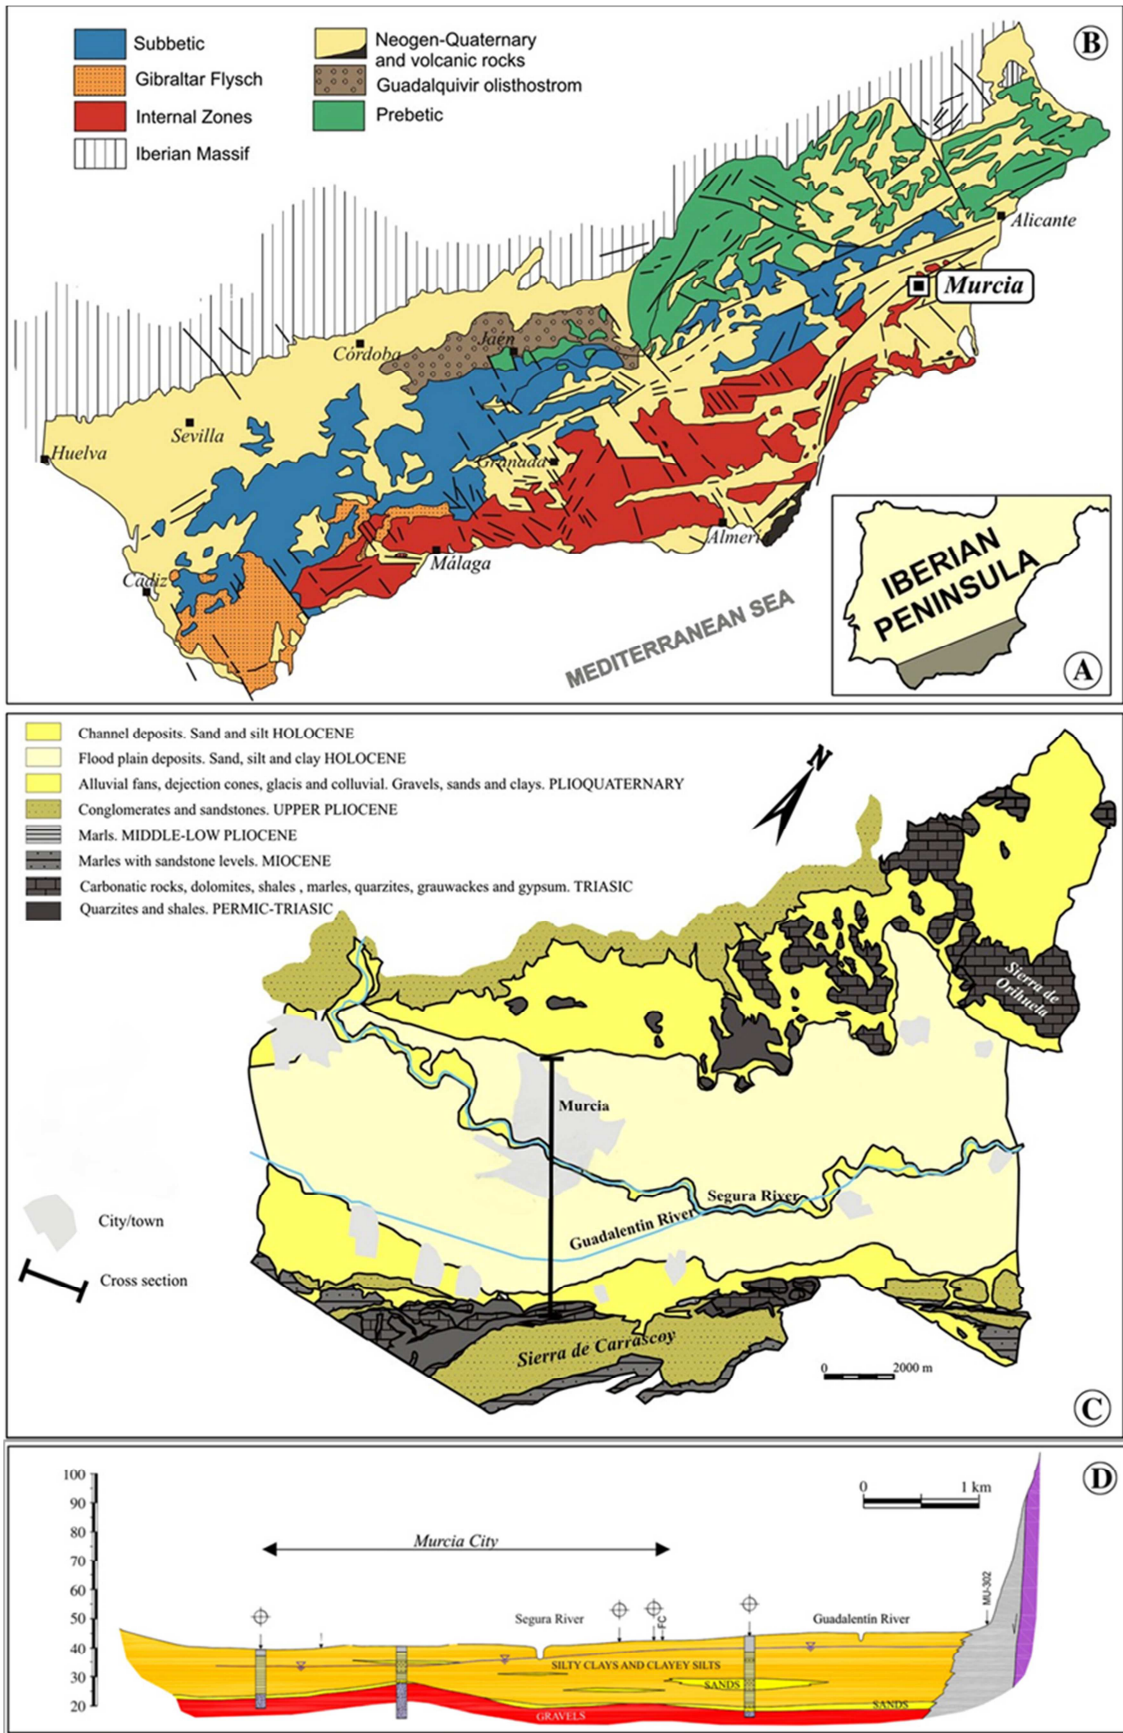 Subbetic
Gibraltar Flysch
Internal Zones
Iberian Massif
Neogen-Quaternary
and volcanic rocks
Guadalquivir olisthostrom
Prebetic
B
Alicante
Murcia
Jaén
Córdoba
Sevilla
Huelva
Granada
Almería
Málaga
Cádiz
MEDITERRANEAN SEA
IBERIAN
PENINSULA
A
Channel deposits. Sand and silt HOLOCENE
Flood plain deposits. Sand, silt and clay HOLOCENE
Alluvial fans, dejection cones, glacis and colluvial. Gravels, sands and clays. PLIOQUATERNARY
Conglomerates and sandstones. UPPER PLIOCENE
Marls. MIDDLE-LOW PLIOCENE
Marles with sandstone levels. MIOCENE
Carbonatic rocks, dolomites, shales , marles, quarzites, grauwackes and gypsum. TRIASIC
Quarzites and shales. PERMIC-TRIASIC
N
Sierra de
Orihuela
Murcia
Segura River
Guadalentin River
City/town
Cross section
Sierra de Carrascoy
0 2000 m
C
D
100
90
80
70
60
50
40
30
20
0 1 km
Murcia City
Segura River
FC
Guadalentín River
MU-302
SILTY CLAYS AND CLAYEY SILTS
SANDS
SANDS
GRAVELS